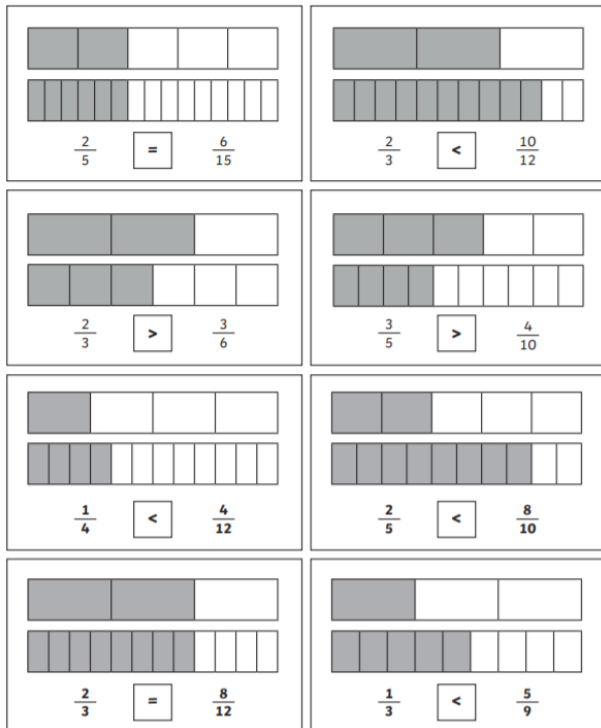 2/5 = 6/15
2/3 < 10/12
2/3 > 3/6
3/5 > 4/10
1/4 < 4/12
2/5 < 8/10
2/3 = 8/12
1/3 < 5/9